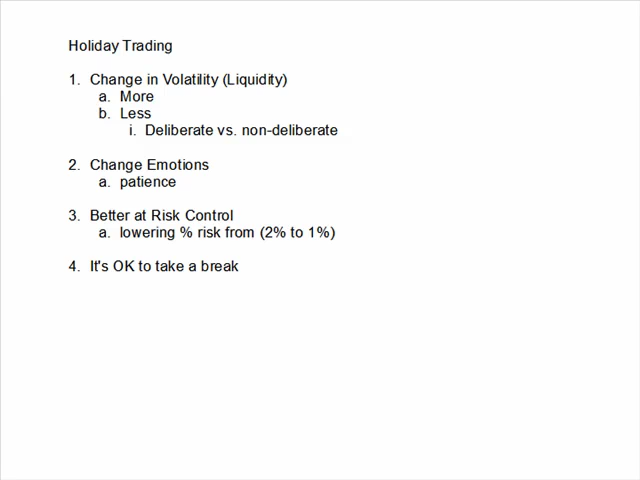 Holiday Trading
1. Change in Volatility (Liquidity)
a. More
b. Less
i. Deliberate vs. non-deliberate
2. Change Emotions
a. patience
3. Better at Risk Control
a. lowering % risk from (2% to 1%)
4. It's OK to take a break